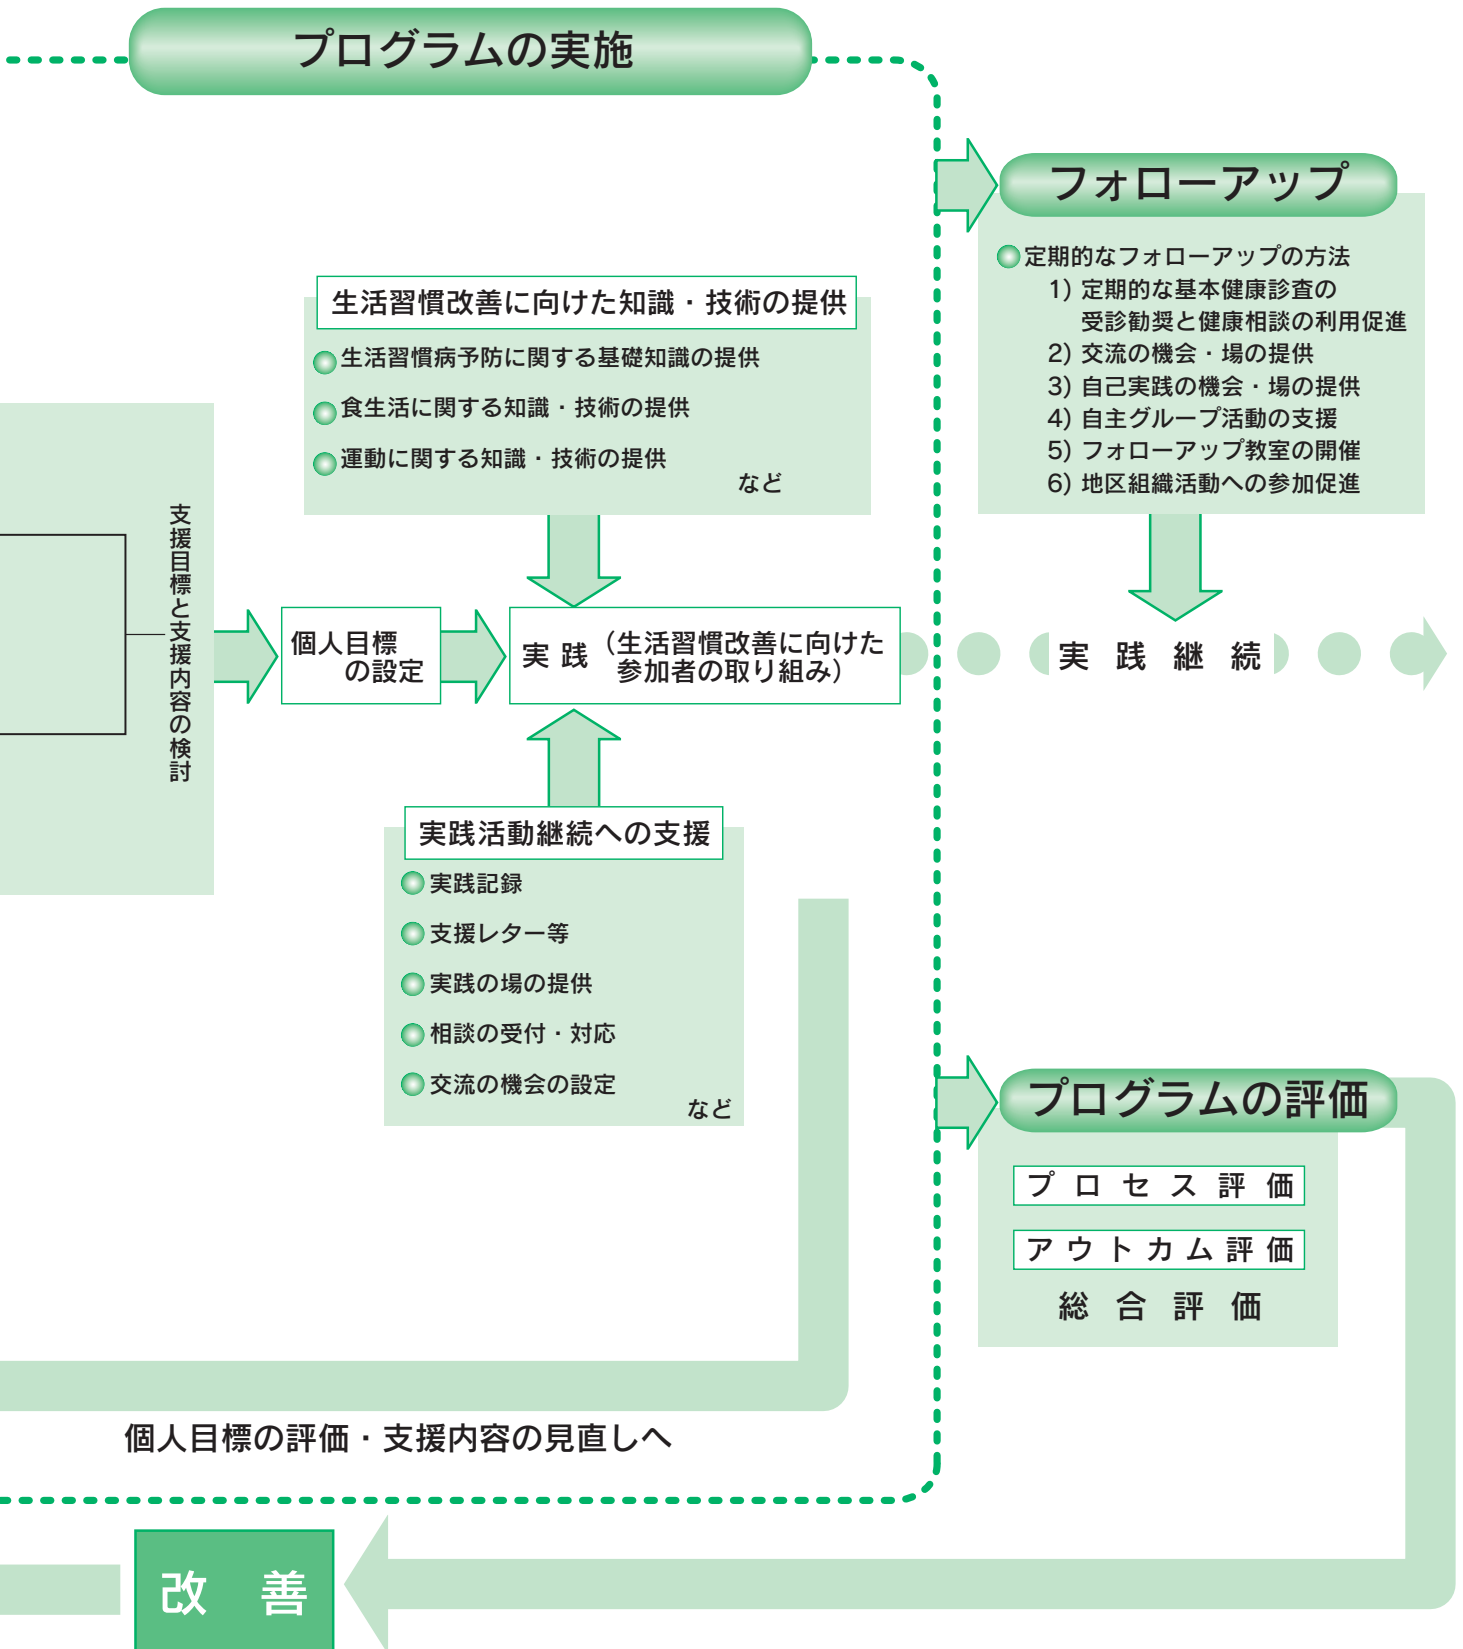 プログラムの実施
フォローアップ
定期的なフォローアップの方法
1）定期的な基本健康診査の
受診勧奨と健康相談の利用促進
2）交流の機会・場の提供
3）自己実践の機会・場の提供
4）自主グループ活動の支援
5）フォローアップ教室の開催
6）地区組織活動への参加促進
生活習慣改善に向けた知識・技術の提供
生活習慣病予防に関する基礎知識の提供
食生活に関する知識・技術の提供
運動に関する知識・技術の提供
など
支援目標と支援内容の検討
個人目標
の設定
実践（生活習慣改善に向けた
参加者の取り組み）
実践継続
実践活動継続への支援
実践記録
支援レター等
実践の場の提供
相談の受付・対応
交流の機会の設定
など
プログラムの評価
プロセス評価
アウトカム評価
総合評価
個人目標の評価・支援内容の見直しへ
改善